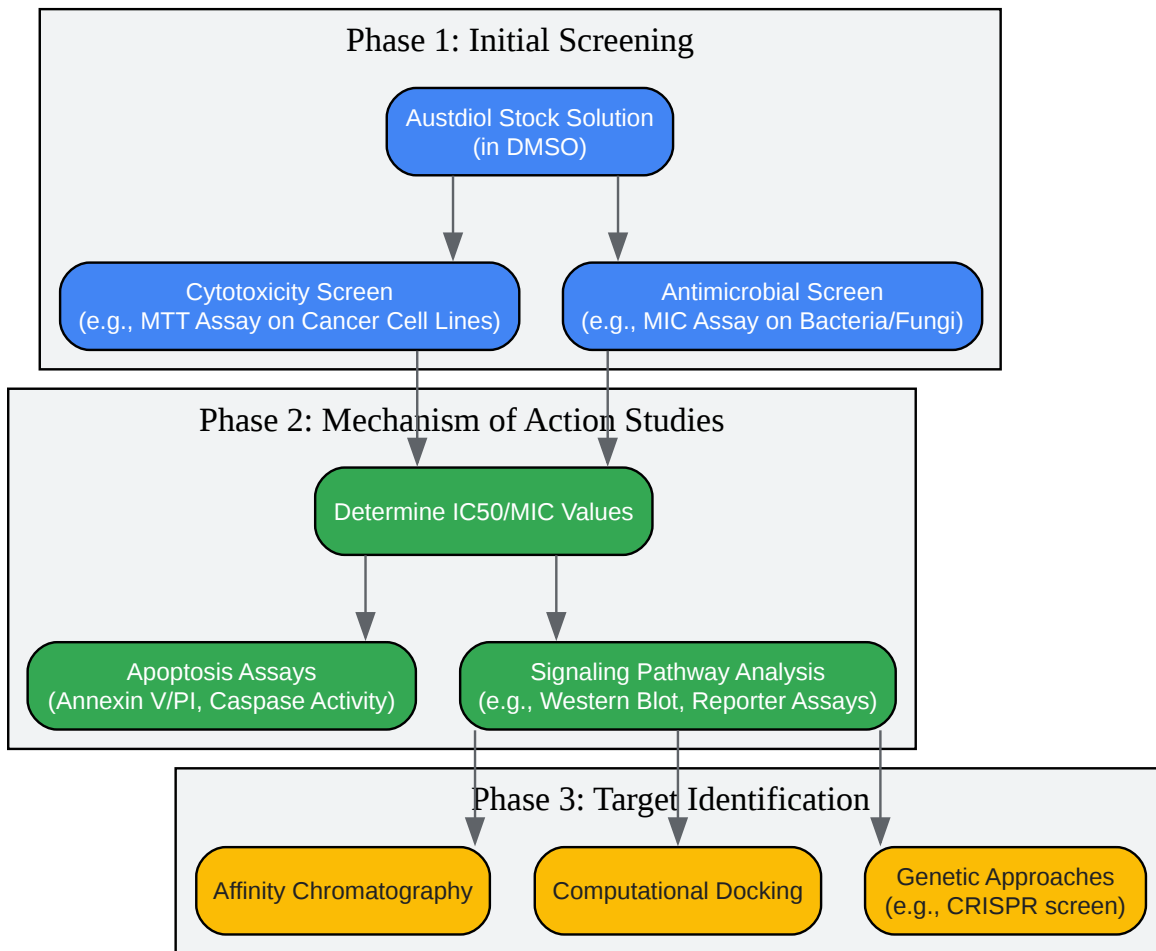 Phase 1: Initial Screening
Austdiol Stock Solution
(in DMSO)
Cytotoxicity Screen
(e.g., MTT Assay on Cancer Cell Lines)
Antimicrobial Screen
(e.g., MIC Assay on Bacteria/Fungi)
Phase 2: Mechanism of Action Studies
Determine IC50/MIC Values
Apoptosis Assays
(Annexin V/PI, Caspase Activity)
Signaling Pathway Analysis
(e.g., Western Blot, Reporter Assays)
Phase 3: Target Identification
Affinity Chromatography
Computational Docking
Genetic Approaches
(e.g., CRISPR screen)